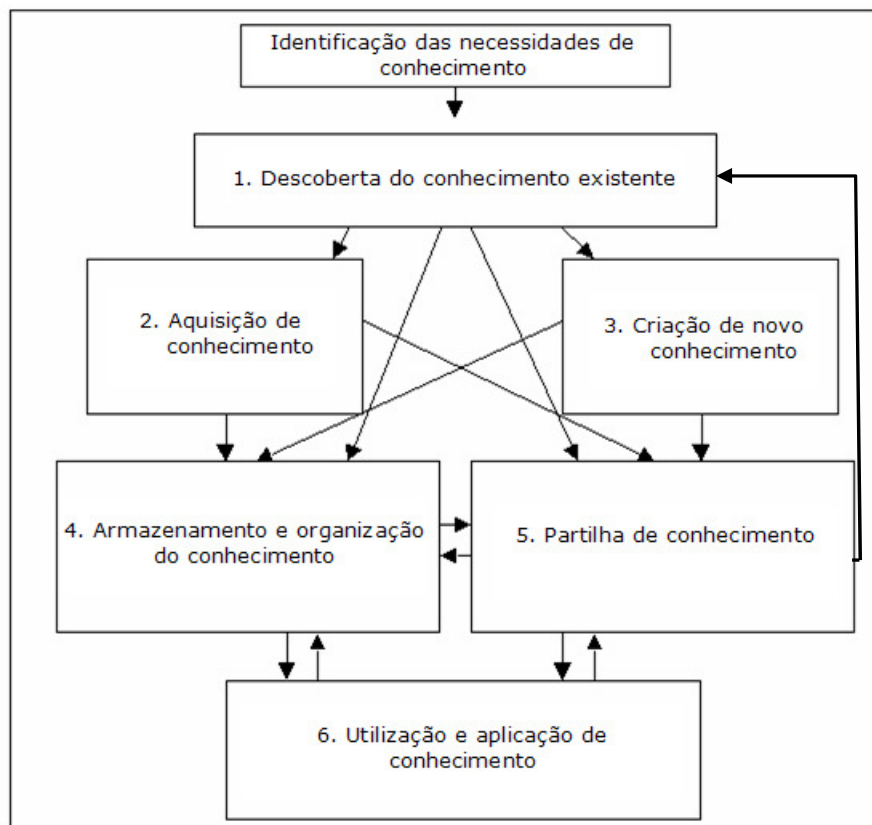 Identificação das necessidades de
conhecimento
1. Descoberta do conhecimento existente
2. Aquisição de
conhecimento
3. Criação de novo
conhecimento
4. Armazenamento e organização
do conhecimento
5. Partilha de conhecimento
6. Utilização e aplicação de
conhecimento